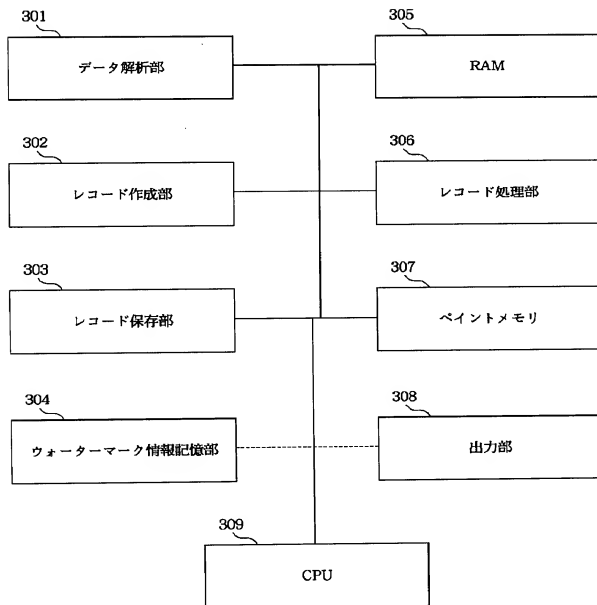 301
データ解析部
305
RAM
302
レコード作成部
306
レコード処理部
303
レコード保存部
307
ペイントメモリ
304
ウォーターマーク情報記憶部
308
出力部
309
CPU